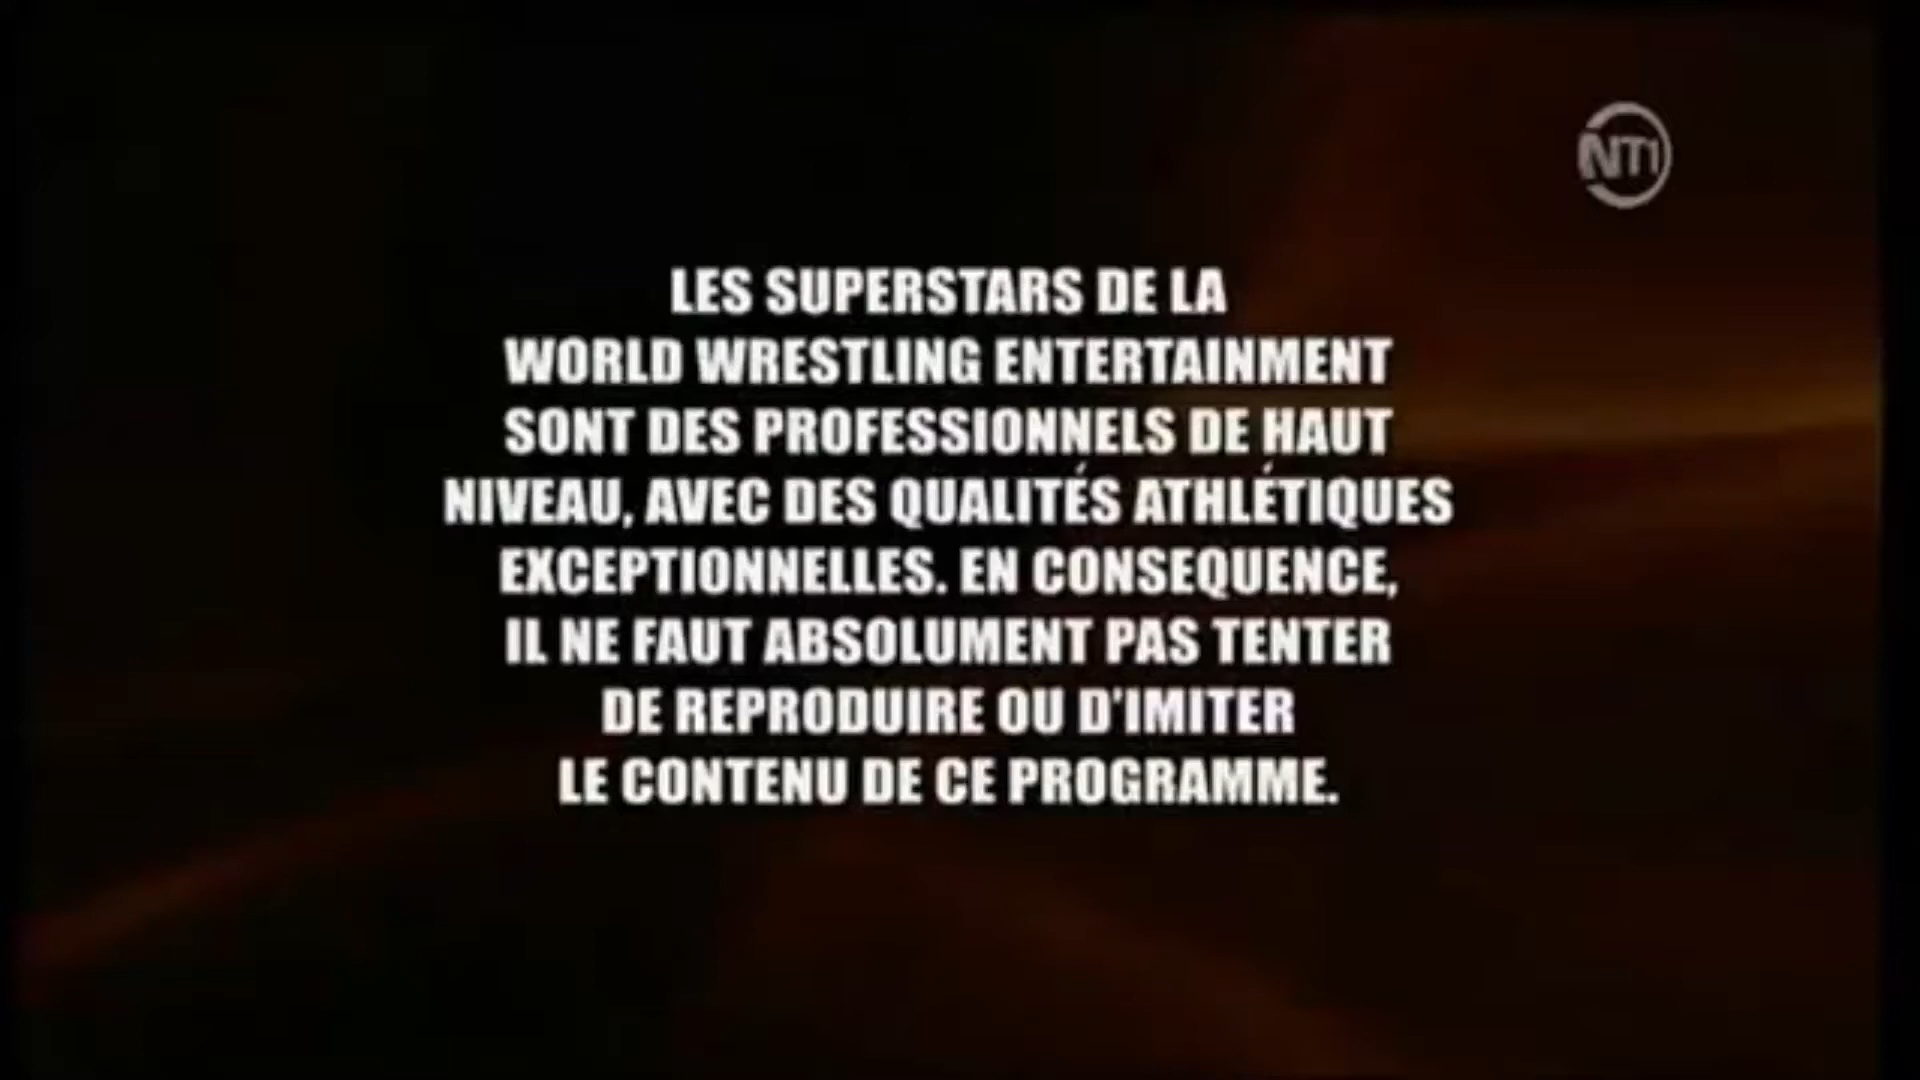 NT1
LES SUPERSTARS DE LA
WORLD WRESTLING ENTERTAINMENT
SONT DES PROFESSIONNELS DE HAUT
NIVEAU, AVEC DES QUALITÉS ATHLÉTIQUES
EXCEPTIONNELLES. EN CONSEQUENCE,
IL NE FAUT ABSOLUMENT PAS TENTER
DE REPRODUIRE OU D'IMITER
LE CONTENU DE CE PROGRAMME.